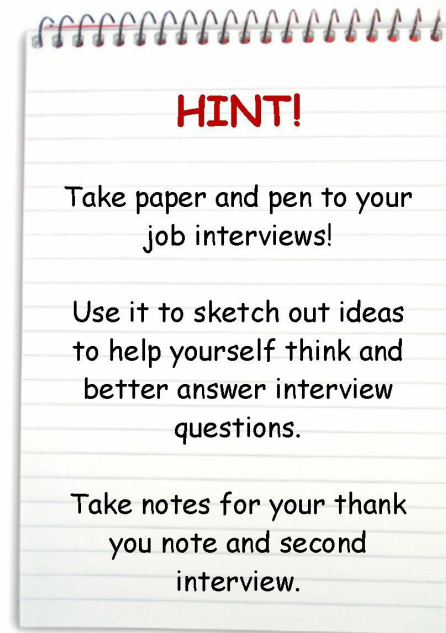 HINT!
Take paper and pen to your
job interviews!
Use it to sketch out ideas
to help yourself think and
better answer interview
questions.
Take notes for your thank
you note and second
interview.